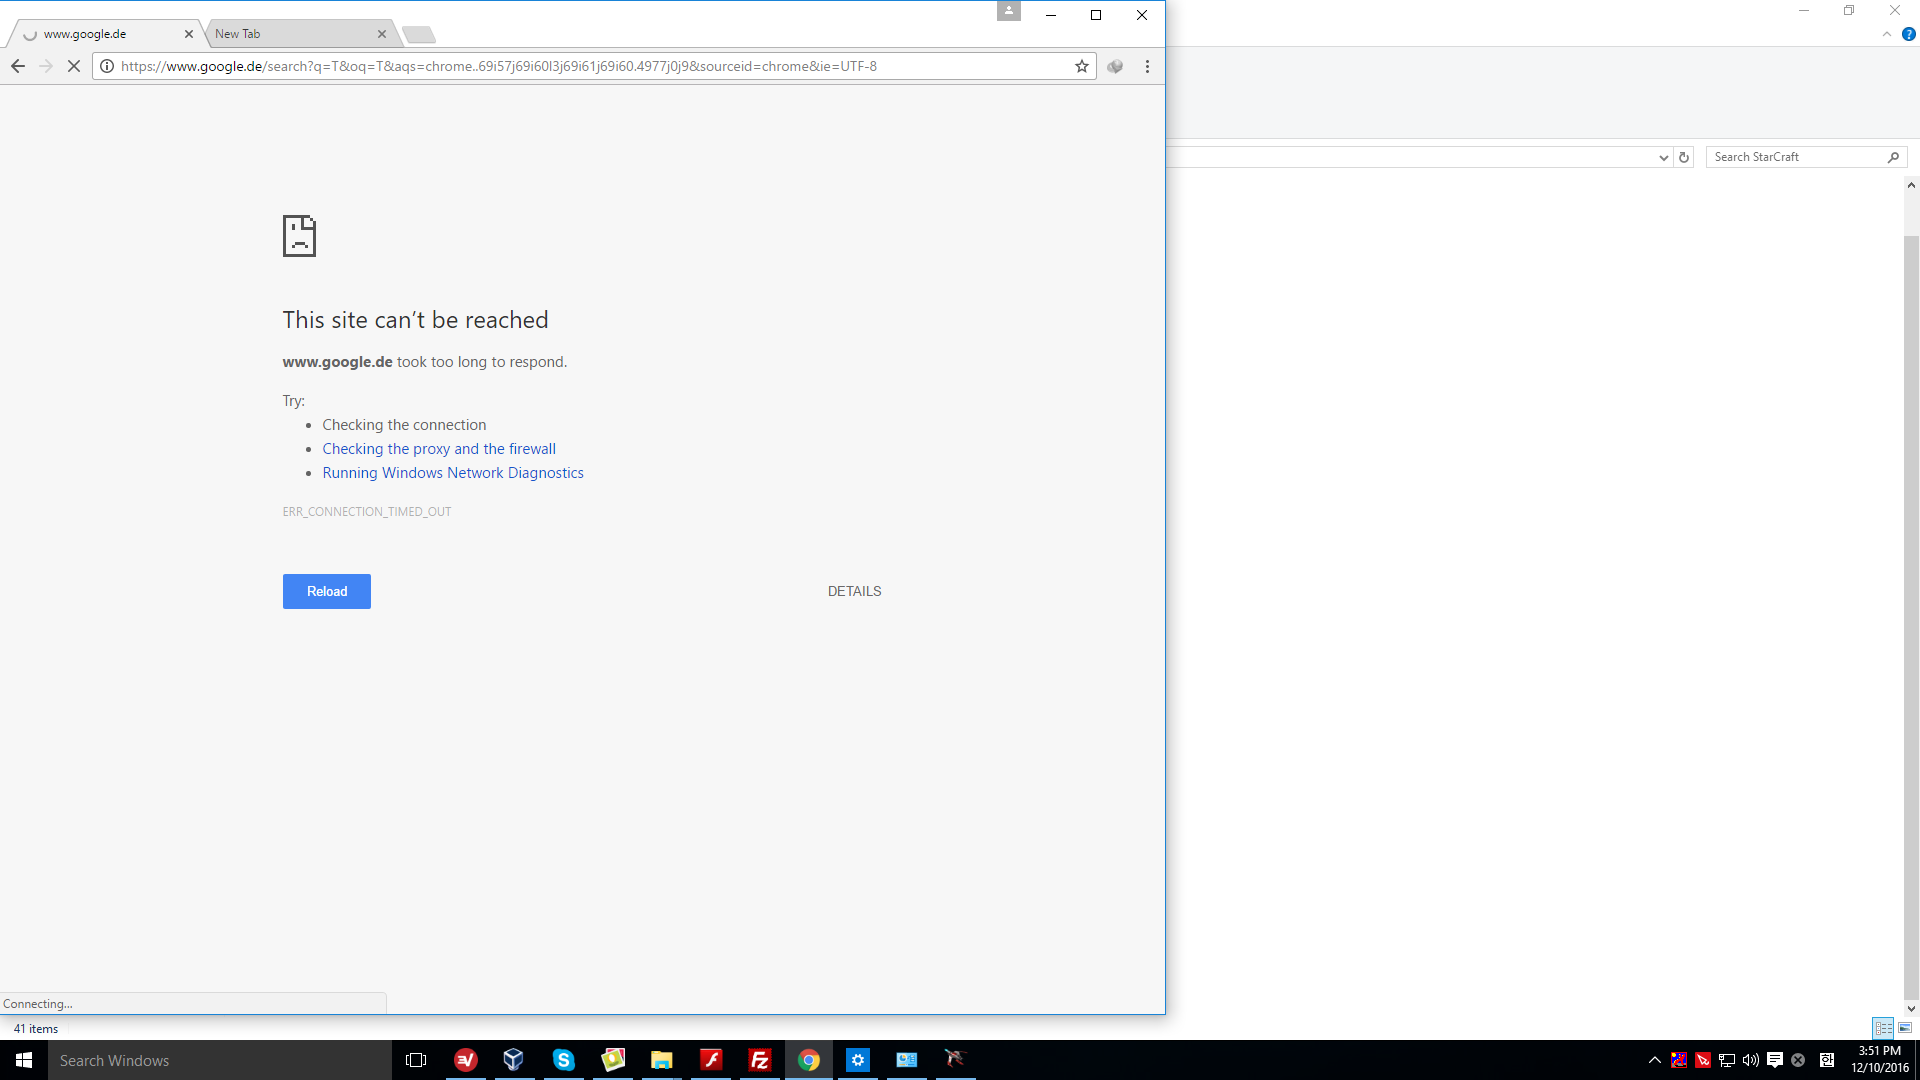 www.google.de
New Tab
https://www.google.de/search?q=T&oq=T&aqs=chrome..69i57j69i60l3j69i61j69i60.4977j0j9&sourceid=chrome&ie=UTF-8
Search StarCraft
This site can’t be reached
www.google.de took too long to respond.
Try:
Checking the connection
Checking the proxy and the firewall
Running Windows Network Diagnostics
ERR_CONNECTION_TIMED_OUT
Reload
DETAILS
Connecting...
41 items
Search Windows
3:51 PM
12/10/2016